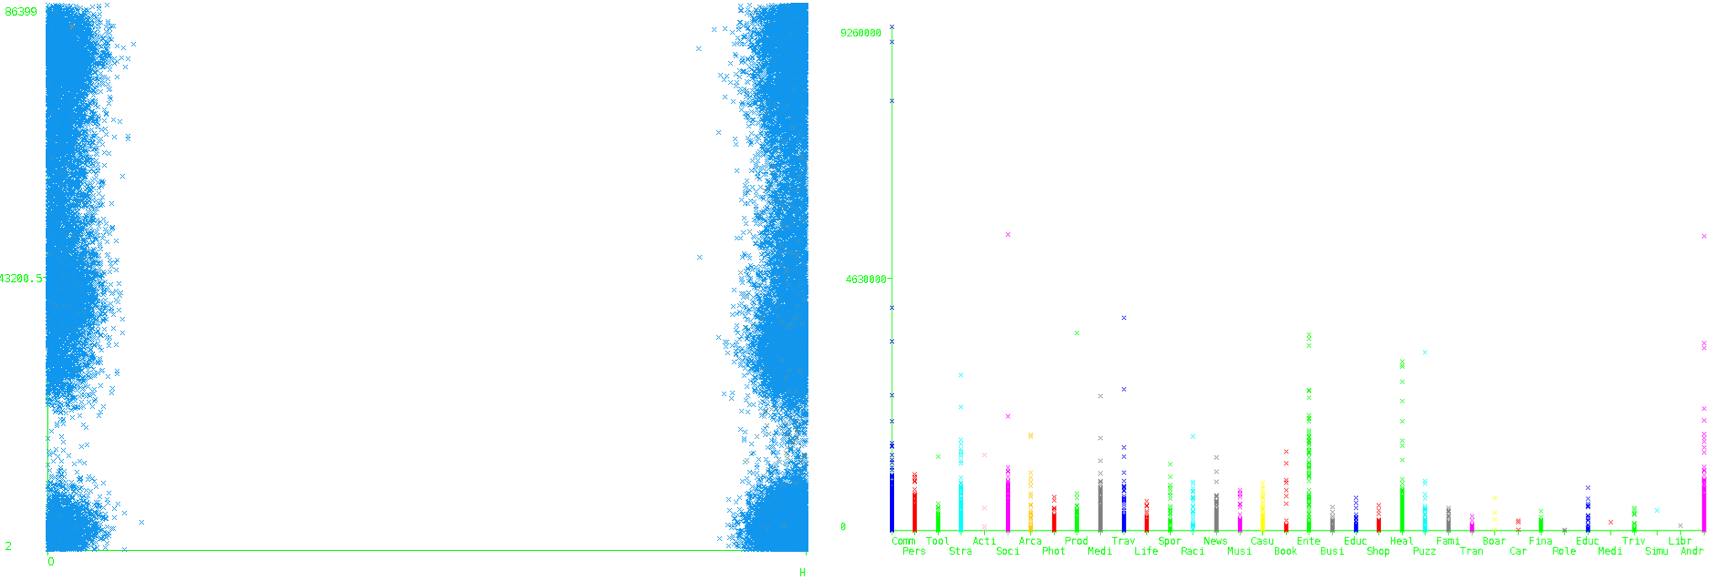 86399
43200.5
2
O
H
9260000
4630000
0
Comm Tool Acti Arca Prod Trav Spor News Casu Ente Educ Heal Fami Boar Fina Educ Triv Libr
Pers Stra Soci Phot Medi Life Raci Musi Book Busi Shop Puzz Tran Car Role Medi Simu Andr